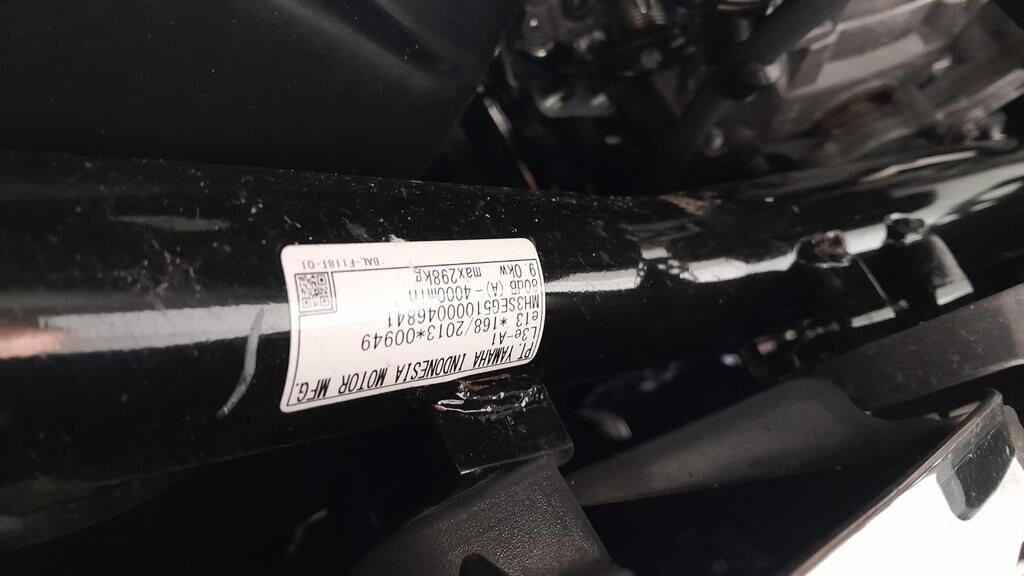 PT. YAMAHA INDONESIA MOTOR MFG.
L3e-A1
e13 *168/2013*00949
MH3SEG51000046841
80dB (A) - 4000min
9.0kw max298kg
BAL-F118T-01